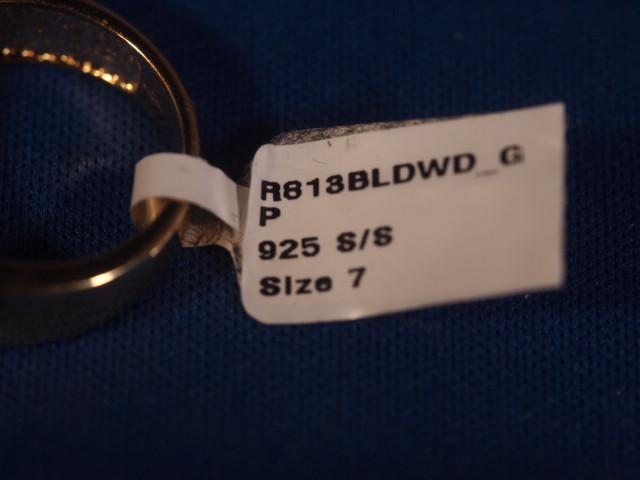 R813BLDWD_G
P
925 S/S
Size 7